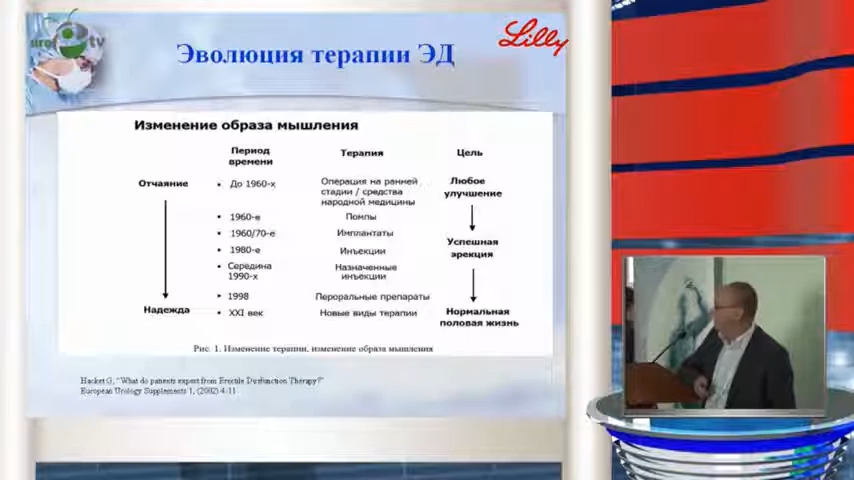 uro tv
Эволюция терапии ЭД
Lilly
Изменение образа мышления
Период времени
Терапия
Цель
Отчаяние
• До 1960-х
Операция на ранней
стадии / средства
народной медицины
Любое
улучшение
• 1960-е
Помпы
• 1960/70-е
Имплантаты
• 1980-е
Инъекции
Успешная
эрекция
• Середина
1990-х
Назначенные
инъекции
• 1998
Пероральные препараты
Надежда
• XXI век
Новые виды терапии
Нормальная
половая жизнь
Рис. 1. Изменение терапии, изменение образа мышления
Hacket G, "What do patients expect from Erectile Dysfunction Therapy?"
European Urology Supplements 1, (2002) 4-11